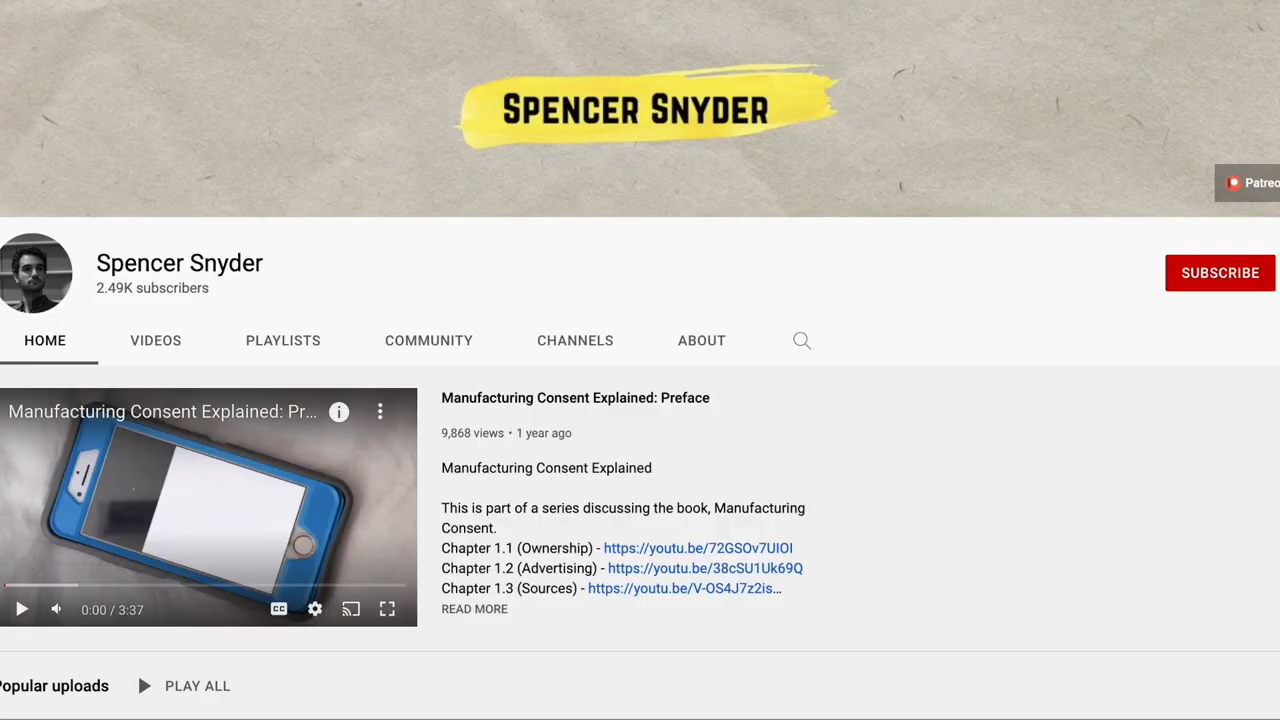 SPENCER SNYDER
Patreo
Spencer Snyder
2.49K subscribers
SUBSCRIBE
HOME VIDEOS PLAYLISTS COMMUNITY CHANNELS ABOUT
Manufacturing Consent Explained: Pr...
Manufacturing Consent Explained: Preface
9,868 views • 1 year ago
Manufacturing Consent Explained
This is part of a series discussing the book, Manufacturing
Consent.
Chapter 1.1 (Ownership) - https://youtu.be/72GSOv7UIOI
Chapter 1.2 (Advertising) - https://youtu.be/38cSU1Uk69Q
Chapter 1.3 (Sources) - https://youtu.be/V-OS4J7z2is...
READ MORE
0:00 / 3:37
CC
Popular uploads PLAY ALL